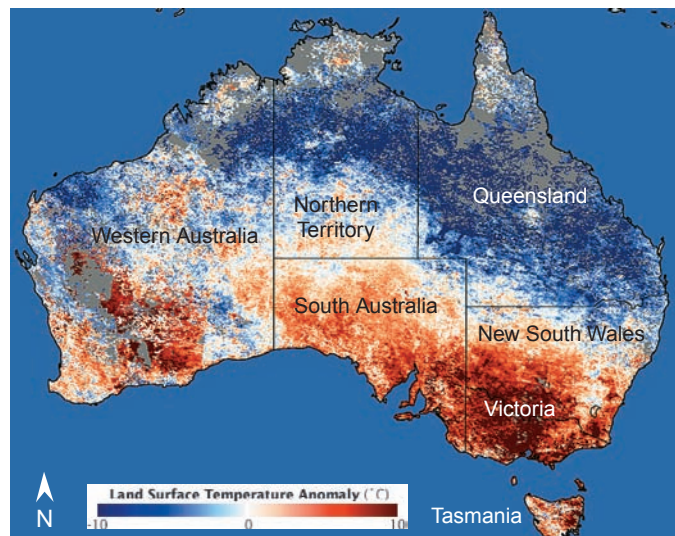 Queensland
Northern
Territory
Western Australia
South Australia
New South Wales
Victoria
Land Surface Temperature Anomaly (˚C)
-10 0 10
N
Tasmania